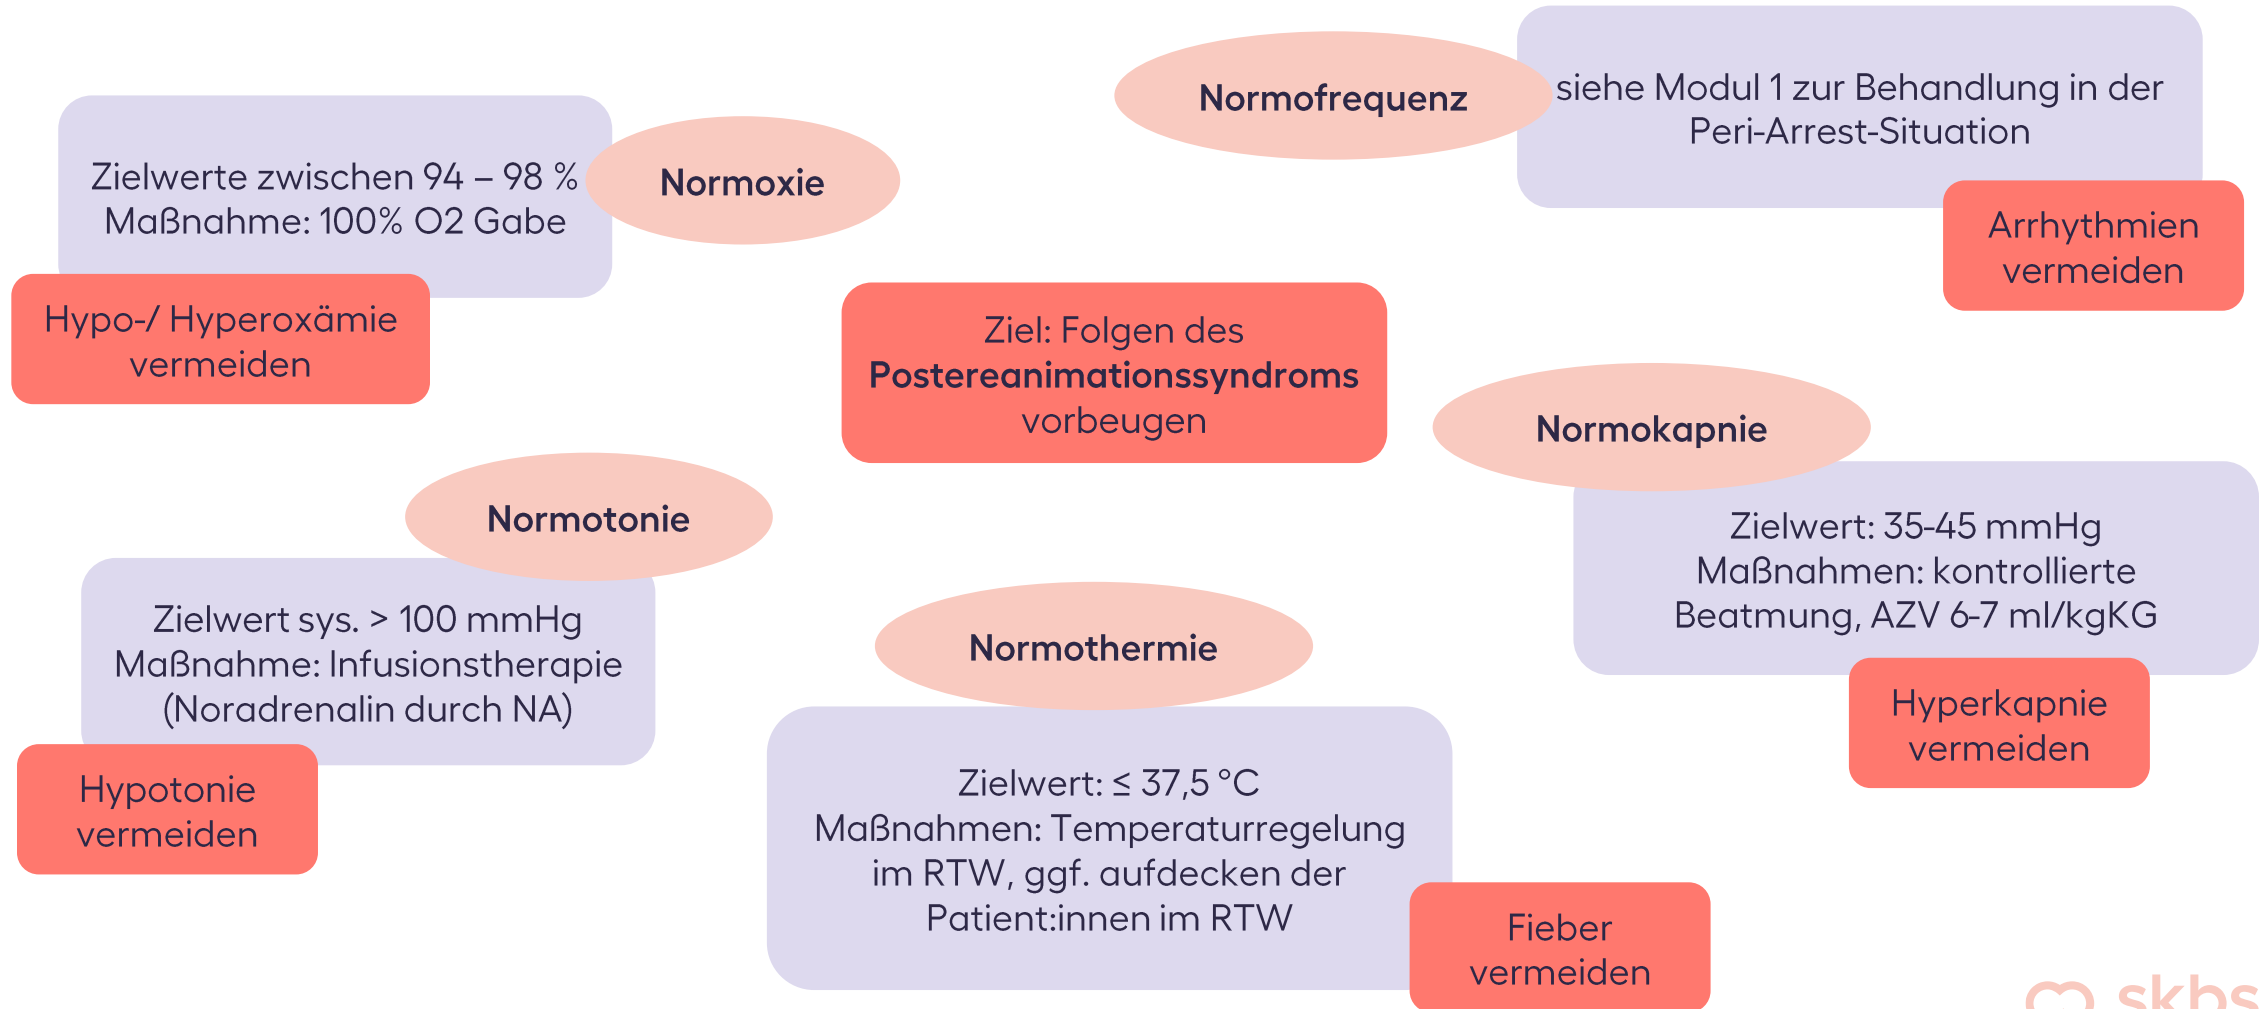 Normofrequenz
siehe Modul 1 zur Behandlung in der
Peri-Arrest-Situation
Arrhythmien
vermeiden
Zielwerte zwischen 94 – 98 %
Maßnahme: 100% O2 Gabe
Normoxie
Hypo-/ Hyperoxämie
vermeiden
Ziel: Folgen des
Postereanimationssyndroms
vorbeugen
Normokapnie
Zielwert: 35-45 mmHg
Maßnahmen: kontrollierte
Beatmung, AZV 6-7 ml/kgKG
Hyperkapnie
vermeiden
Normotonie
Zielwert sys. > 100 mmHg
Maßnahme: Infusionstherapie
(Noradrenalin durch NA)
Hypotonie
vermeiden
Normothermie
Zielwert: ≤ 37,5 °C
Maßnahmen: Temperaturregelung
im RTW, ggf. aufdecken der
Patient:innen im RTW
Fieber
vermeiden
skbs